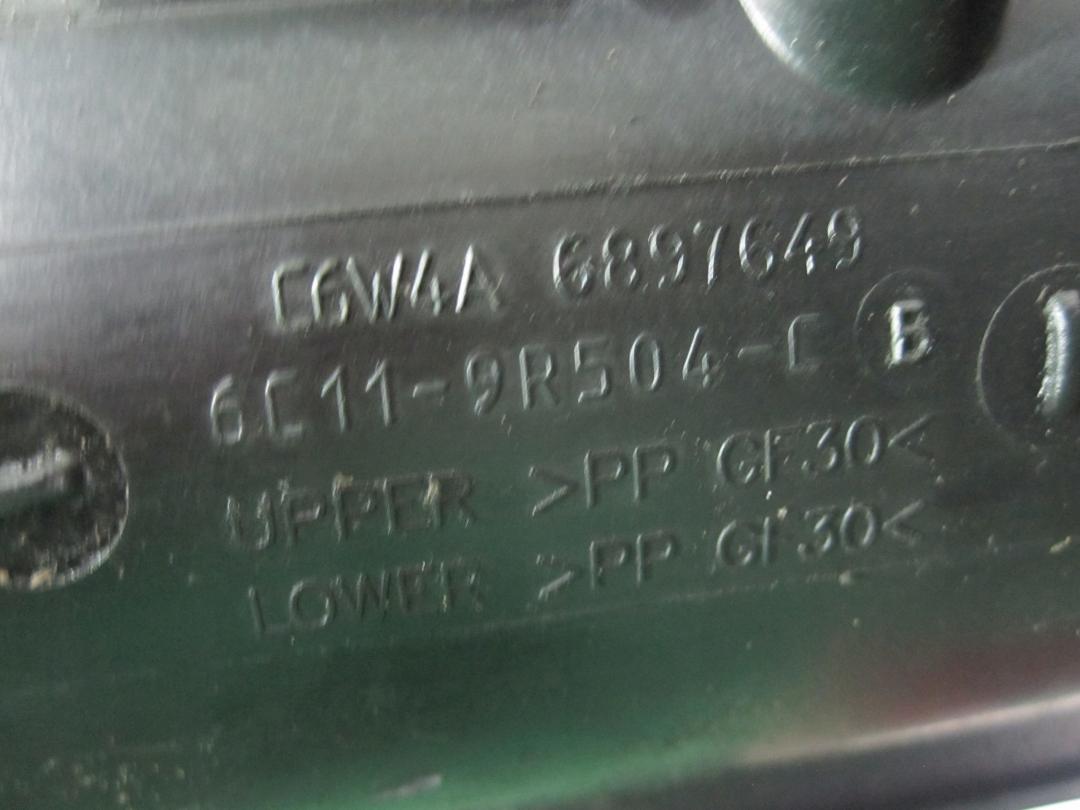 C6W4A 6897649
6C11-9R504-C B
UPPER >PP GF30<
LOWER >PP GF30<